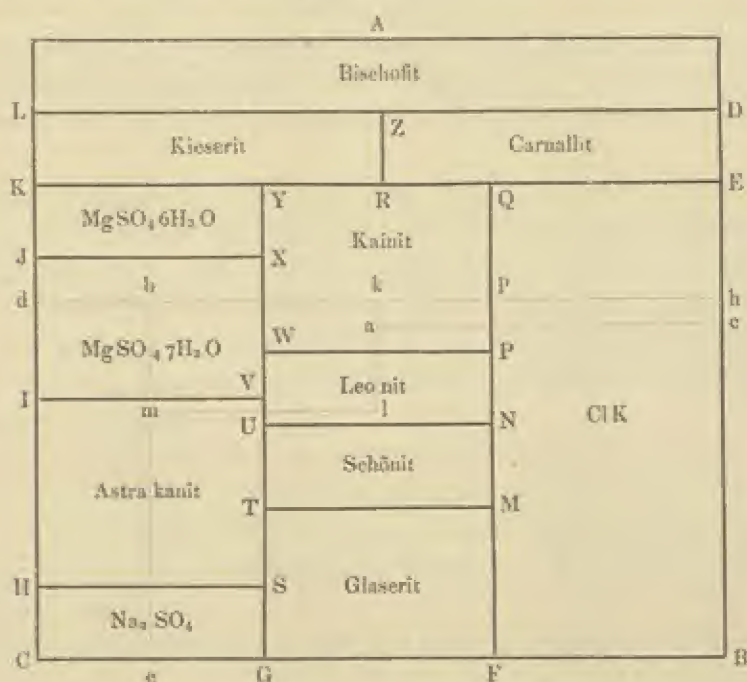 A
Bischofit
L D
Z
Kieserit Carnallit
K E
Y R Q
MgSO₄ 6H₂O
Kainit
J X
b k p
d h
a c
W P
MgSO₄ 7H₂O
V Leonit
I
m l
U N ClK
Schönit
Astrakanit
T M
H S Glaserit
Na₂ SO₄
C B
e G F